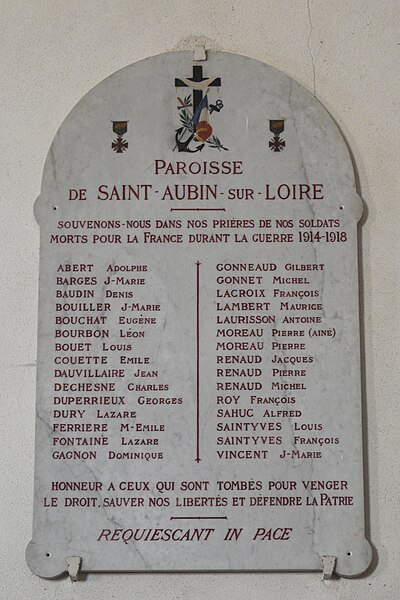 PAROISSE
DE SAINT-AUBIN-SUR-LOIRE
SOUVENONS-NOUS DANS NOS PRIÈRES DE NOS SOLDATS
MORTS POUR LA FRANCE DURANT LA GUERRE 1914-1918
ABERT ADOLPHE
BARGES J-MARIE
BAUDIN DENIS
BOUILLER J-MARIE
BOUCHAT EUGÈNE
BOURBON LÉON
BOUET LOUIS
COUETTE EMILE
DAUVILLAIRE JEAN
DECHESNE CHARLES
DUPERRIEUX GEORGES
DURY LAZARE
FERRIERE M-EMILE
FONTAINE LAZARE
GAGNON DOMINIQUE
GONNEAUD GILBERT
GONNET MICHEL
LACROIX FRANÇOIS
LAMBERT MAURICE
LAURISSON ANTOINE
MOREAU PIERRE (AINÉ)
MOREAU PIERRE
RENAUD JACQUES
RENAUD PIERRE
RENAUD MICHEL
ROY FRANÇOIS
SAHUC ALFRED
SAINTYVES LOUIS
SAINTYVES FRANÇOIS
VINCENT J-MARIE
HONNEUR A CEUX QUI SONT TOMBÉS POUR VENGER
LE DROIT, SAUVER NOS LIBERTÉS ET DÉFENDRE LA PATRIE
REQUIESCANT IN PACE